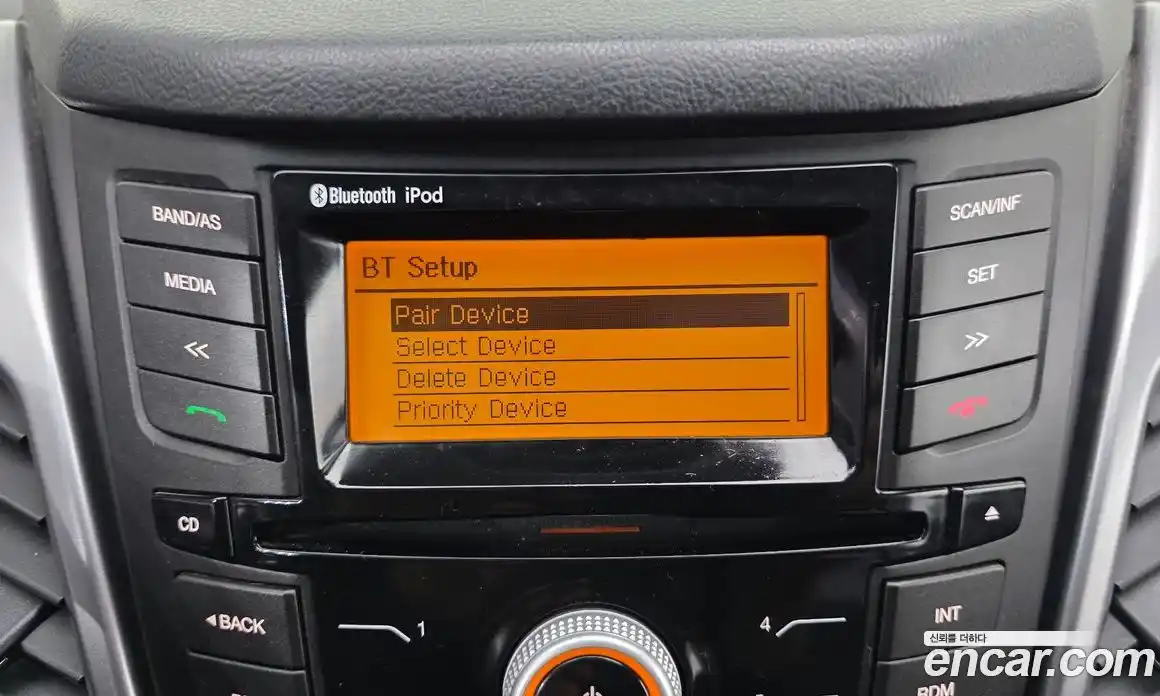 Bluetooth iPod
BAND/AS
MEDIA
CD
BACK
BT Setup
Pair Device
Select Device
Delete Device
Priority Device
SCAN/INF
SET
1
4
INT
RDM
신뢰를 더하다
encar.com